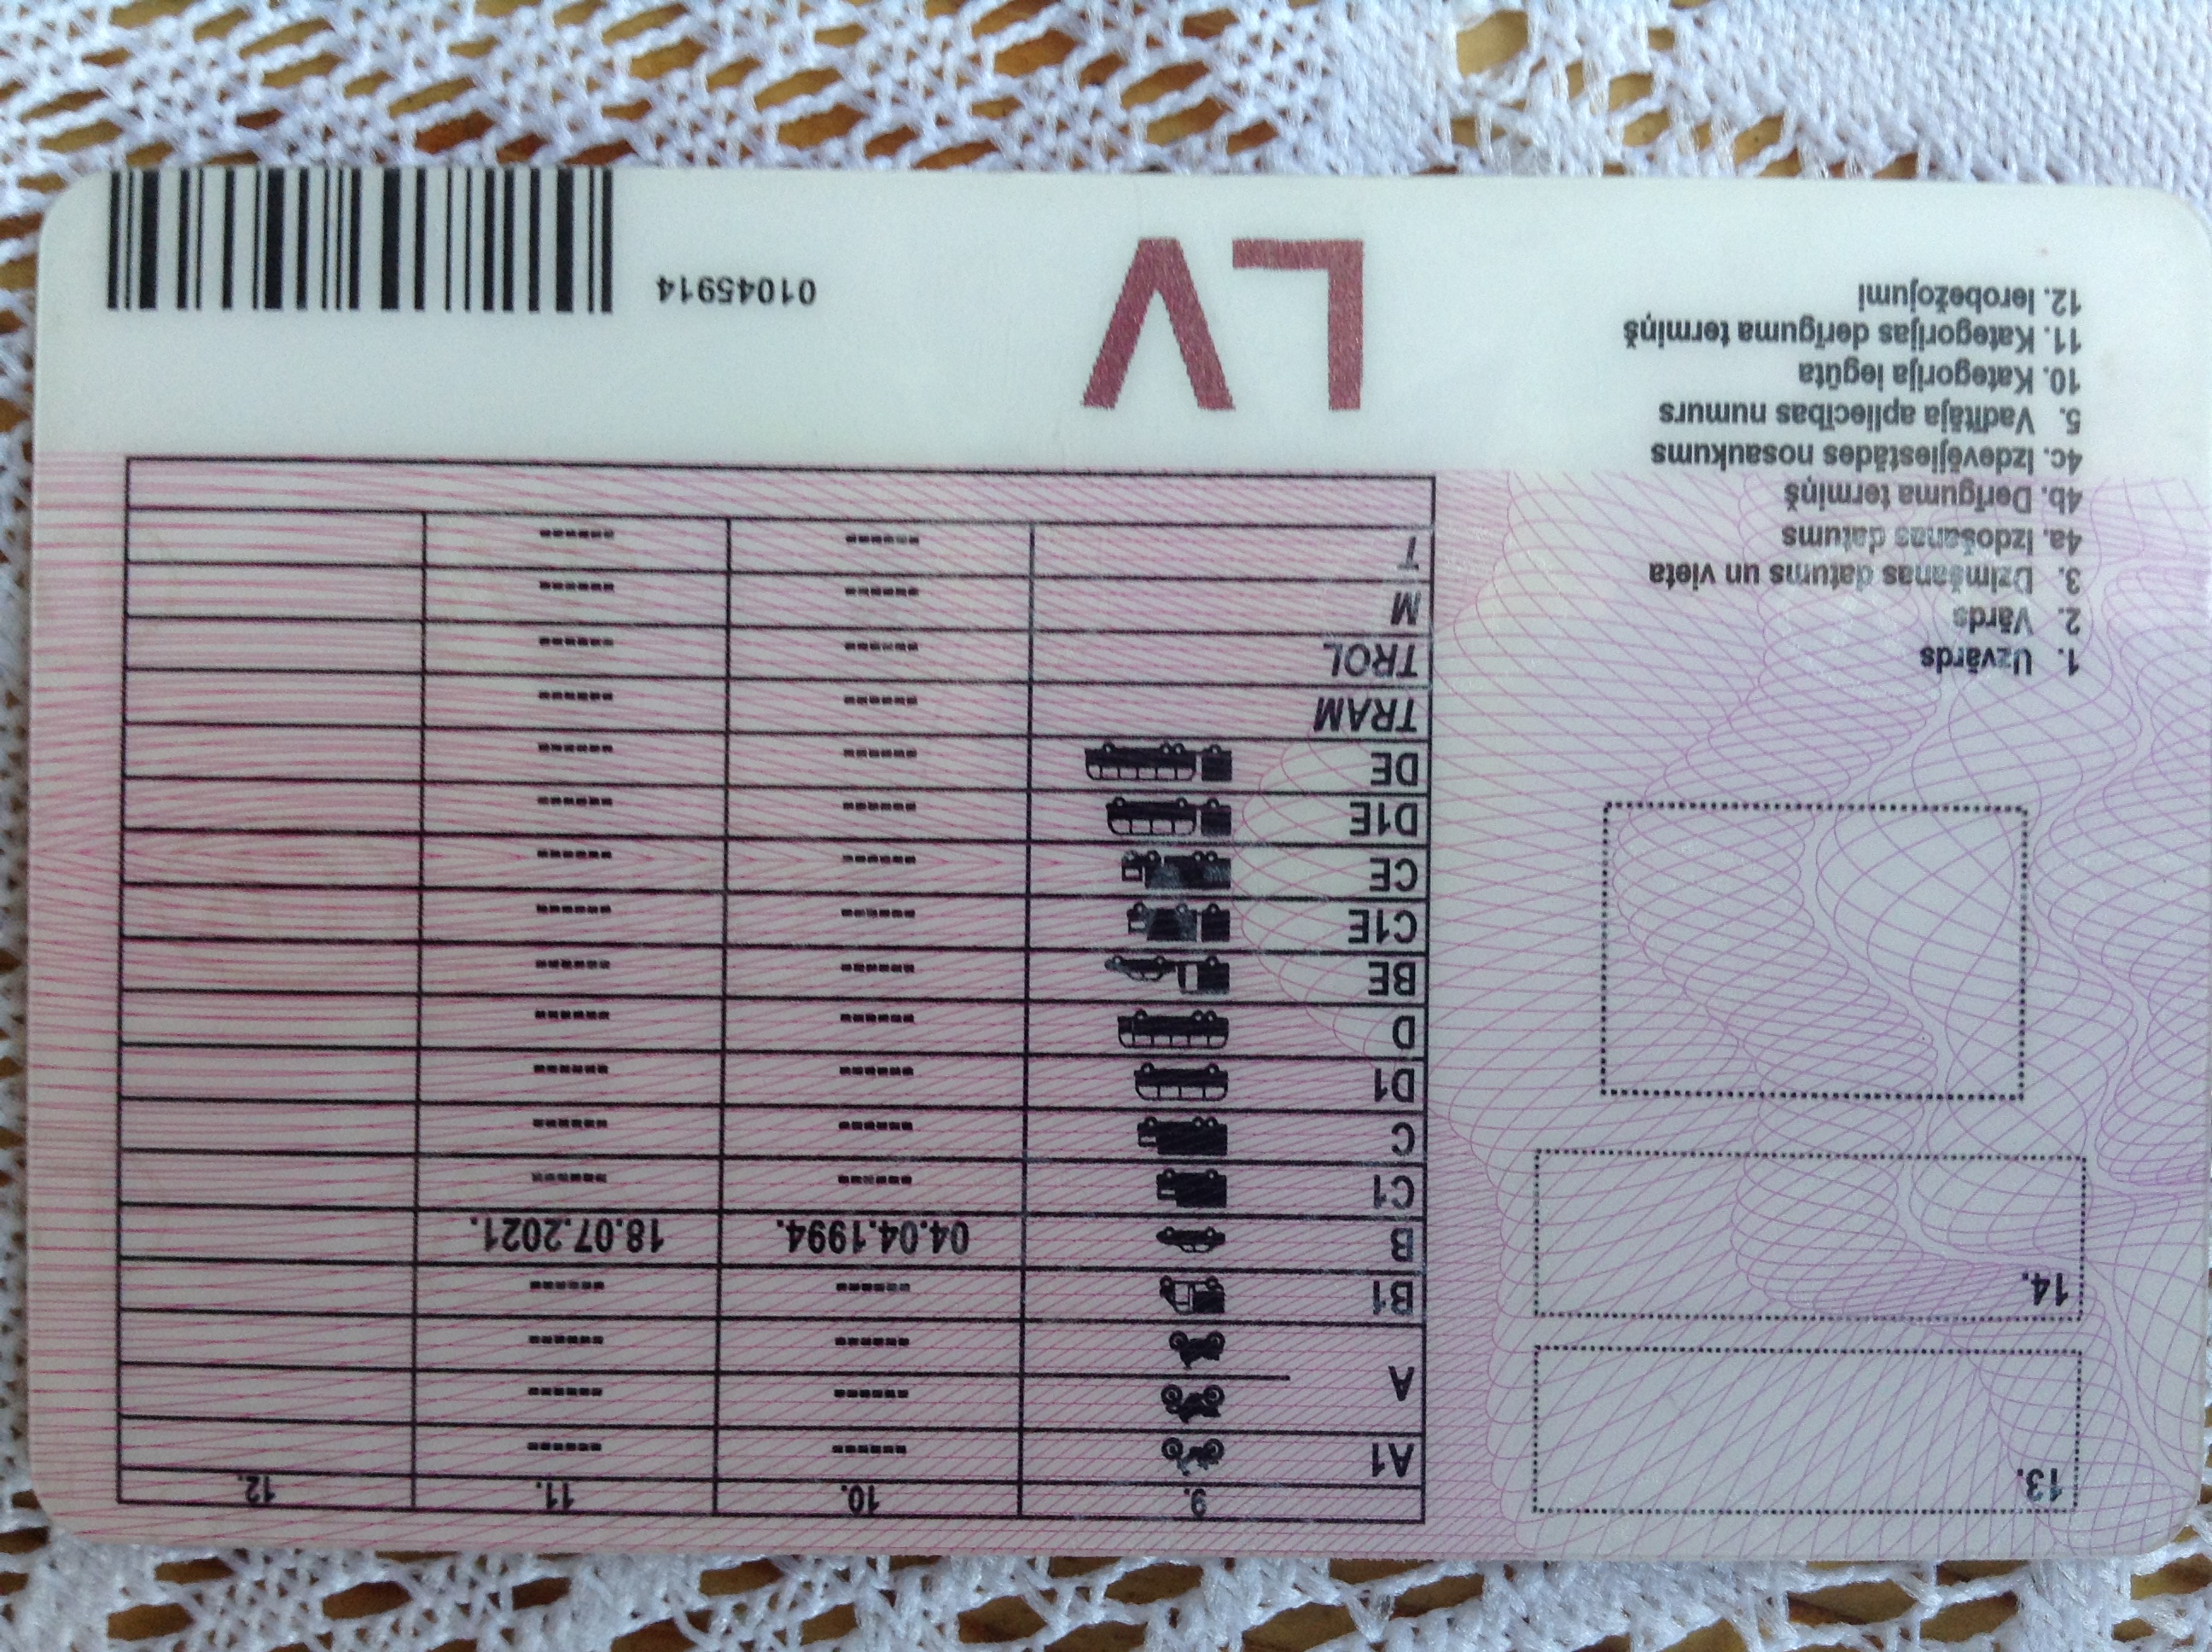 13.
14.
1. Uzvārds
2. Vārds
3. Dzimšanas datums un vieta
4a. Izdošanas datums
4b. Derīguma termiņš
4c. Izdevējiestādes nosaukums
5. Vadītāja apliecības numurs
10. Kategorija iegūta
11. Kategorijas derīguma termiņš
12. Ierobežojumi
9. 10. 11. 12.
A1 ------ ------
A ------ ------
------ ------
B1 ------ ------
B 04.04.1994. 18.07.2021.
C1 ------ ------
C ------ ------
D1 ------ ------
D ------ ------
BE ------ ------
C1E ------ ------
CE ------ ------
D1E ------ ------
DE ------ ------
TRAM ------ ------
TROL ------ ------
M ------ ------
T ------ ------
LV
01045914